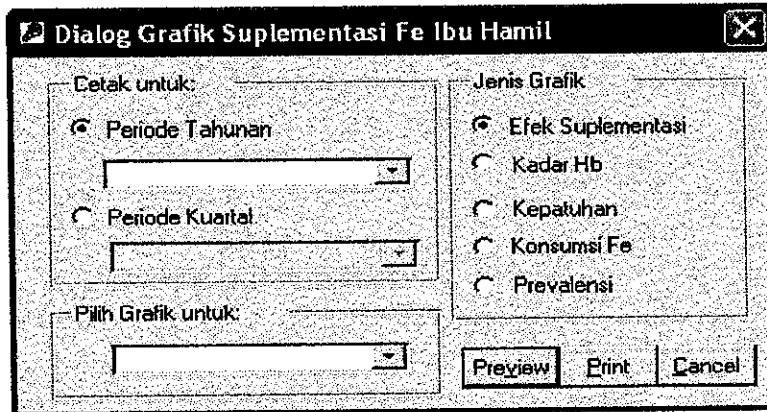 Dialog Grafik Suplementasi Fe Ibu Hamil
Cetak untuk:
Periode Tahunan
Periode Kuartal
Pilih Grafik untuk:
Jenis Grafik
Efek Suplementasi
Kadar Hb
Kepatuhan
Konsumsi Fe
Prevalensi
Preview Print Cancel